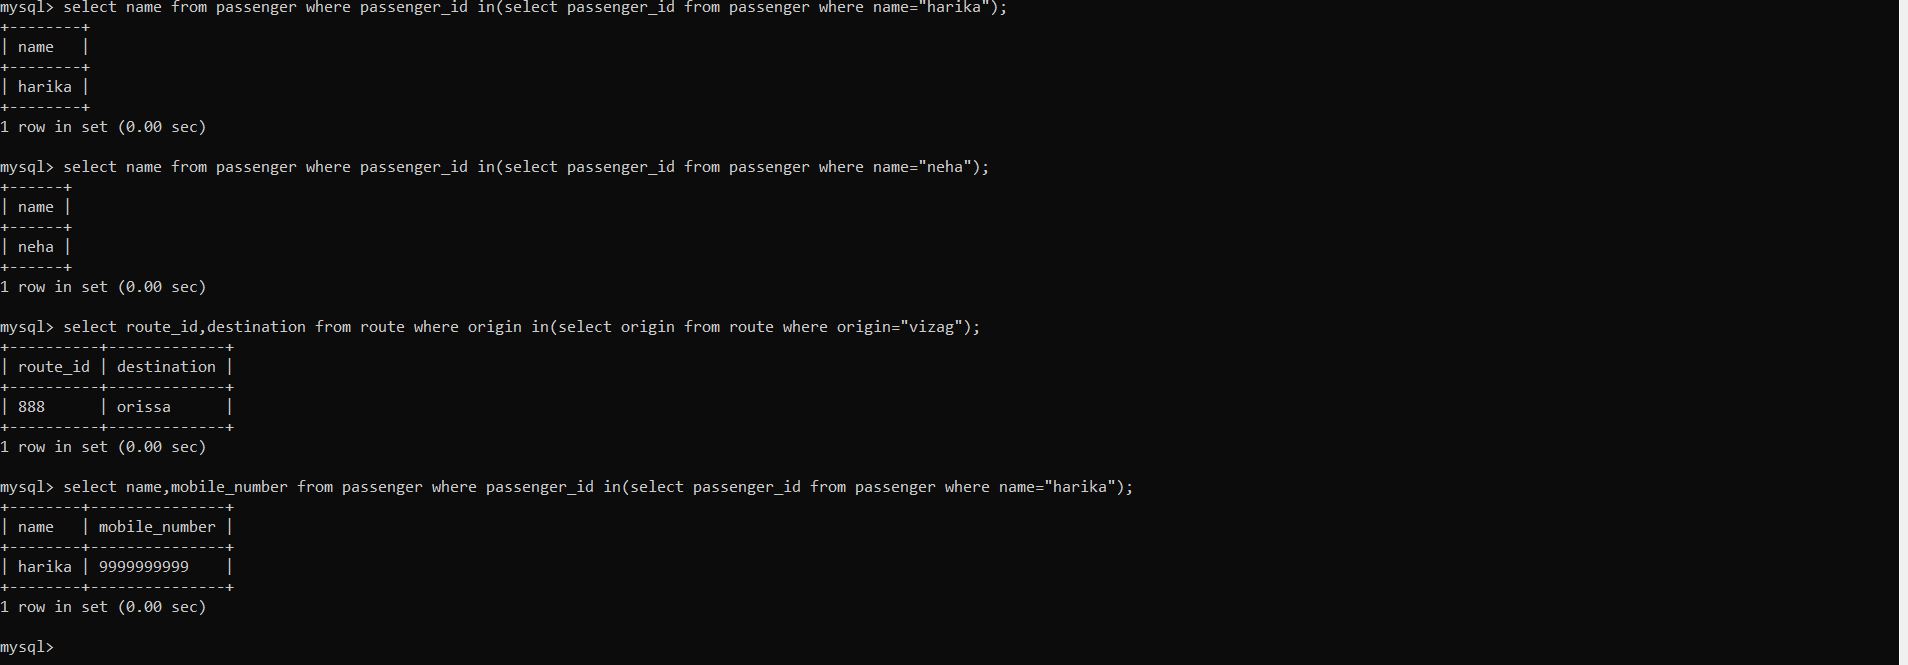 mysql> select name from passenger where passenger_id in(select passenger_id from passenger where name="harika");
+--------+
| name   |
+--------+
| harika |
+--------+
1 row in set (0.00 sec)

mysql> select name from passenger where passenger_id in(select passenger_id from passenger where name="neha");
+------+
| name |
+------+
| neha |
+------+
1 row in set (0.00 sec)

mysql> select route_id,destination from route where origin in(select origin from route where origin="vizag");
+----------+-------------+
| route_id | destination |
+----------+-------------+
| 888      | orissa      |
+----------+-------------+
1 row in set (0.00 sec)

mysql> select name,mobile_number from passenger where passenger_id in(select passenger_id from passenger where name="harika");
+--------+---------------+
| name   | mobile_number |
+--------+---------------+
| harika | 9999999999    |
+--------+---------------+
1 row in set (0.00 sec)

mysql>